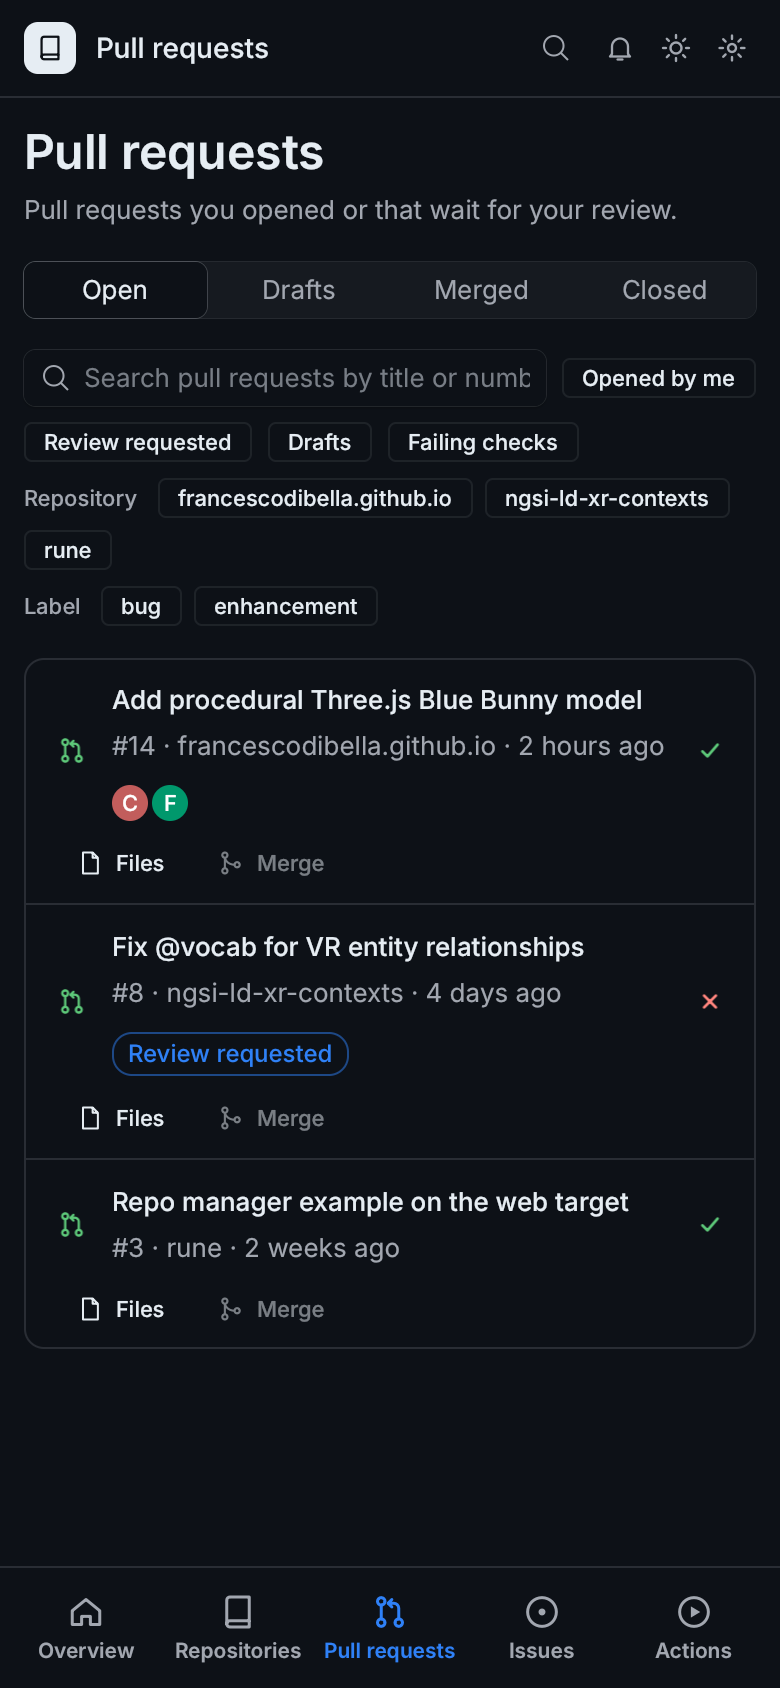 Pull requests
Pull requests
Pull requests you opened or that wait for your review.
Open Drafts Merged Closed
Search pull requests by title or numb Opened by me
Review requested Drafts Failing checks
Repository francescodibella.github.io ngsi-ld-xr-contexts
rune
Label bug enhancement
Add procedural Three.js Blue Bunny model
#14 · francescodibella.github.io · 2 hours ago
C F
Files Merge
Fix @vocab for VR entity relationships
#8 · ngsi-ld-xr-contexts · 4 days ago
Review requested
Files Merge
Repo manager example on the web target
#3 · rune · 2 weeks ago
Files Merge
Overview Repositories Pull requests Issues Actions